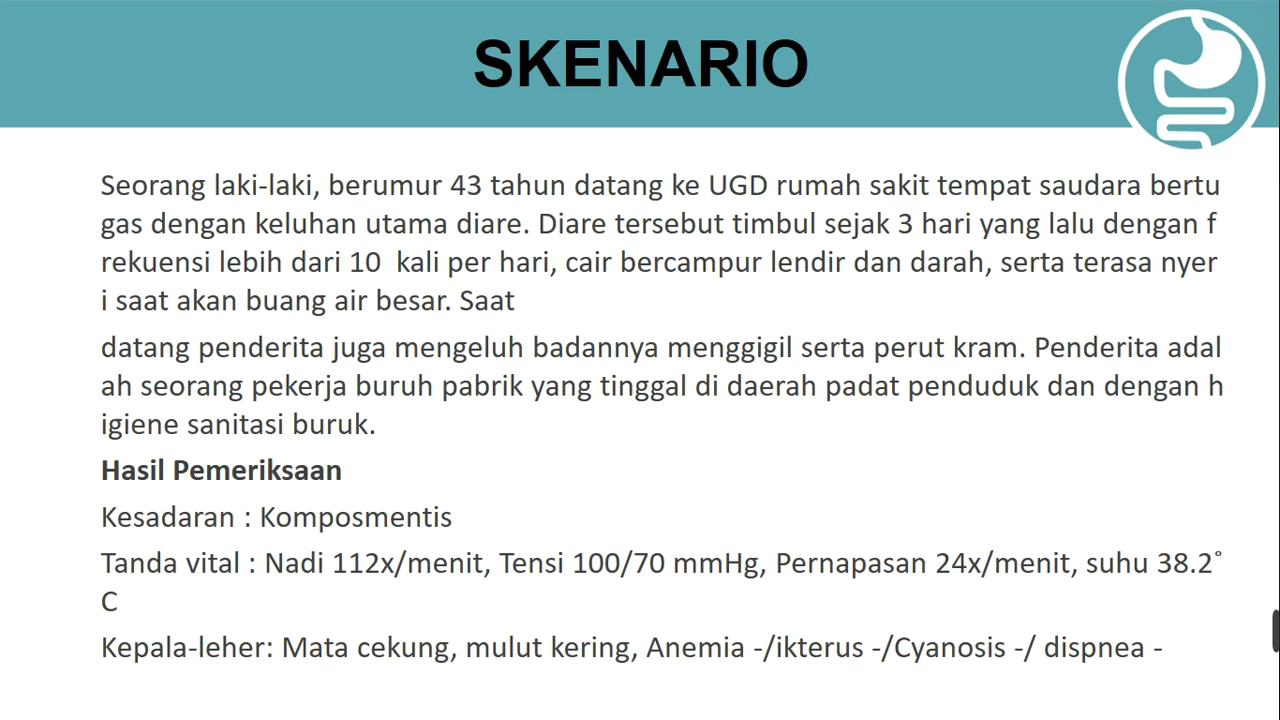 SKENARIO
Seorang laki-laki, berumur 43 tahun datang ke UGD rumah sakit tempat saudara bertu
gas dengan keluhan utama diare. Diare tersebut timbul sejak 3 hari yang lalu dengan f
rekuensi lebih dari 10  kali per hari, cair bercampur lendir dan darah, serta terasa nyer
i saat akan buang air besar. Saat
datang penderita juga mengeluh badannya menggigil serta perut kram. Penderita adal
ah seorang pekerja buruh pabrik yang tinggal di daerah padat penduduk dan dengan h
igiene sanitasi buruk.
Hasil Pemeriksaan
Kesadaran : Komposmentis
Tanda vital : Nadi 112x/menit, Tensi 100/70 mmHg, Pernapasan 24x/menit, suhu 38.2˚
C
Kepala-leher: Mata cekung, mulut kering, Anemia -/ikterus -/Cyanosis -/ dispnea -